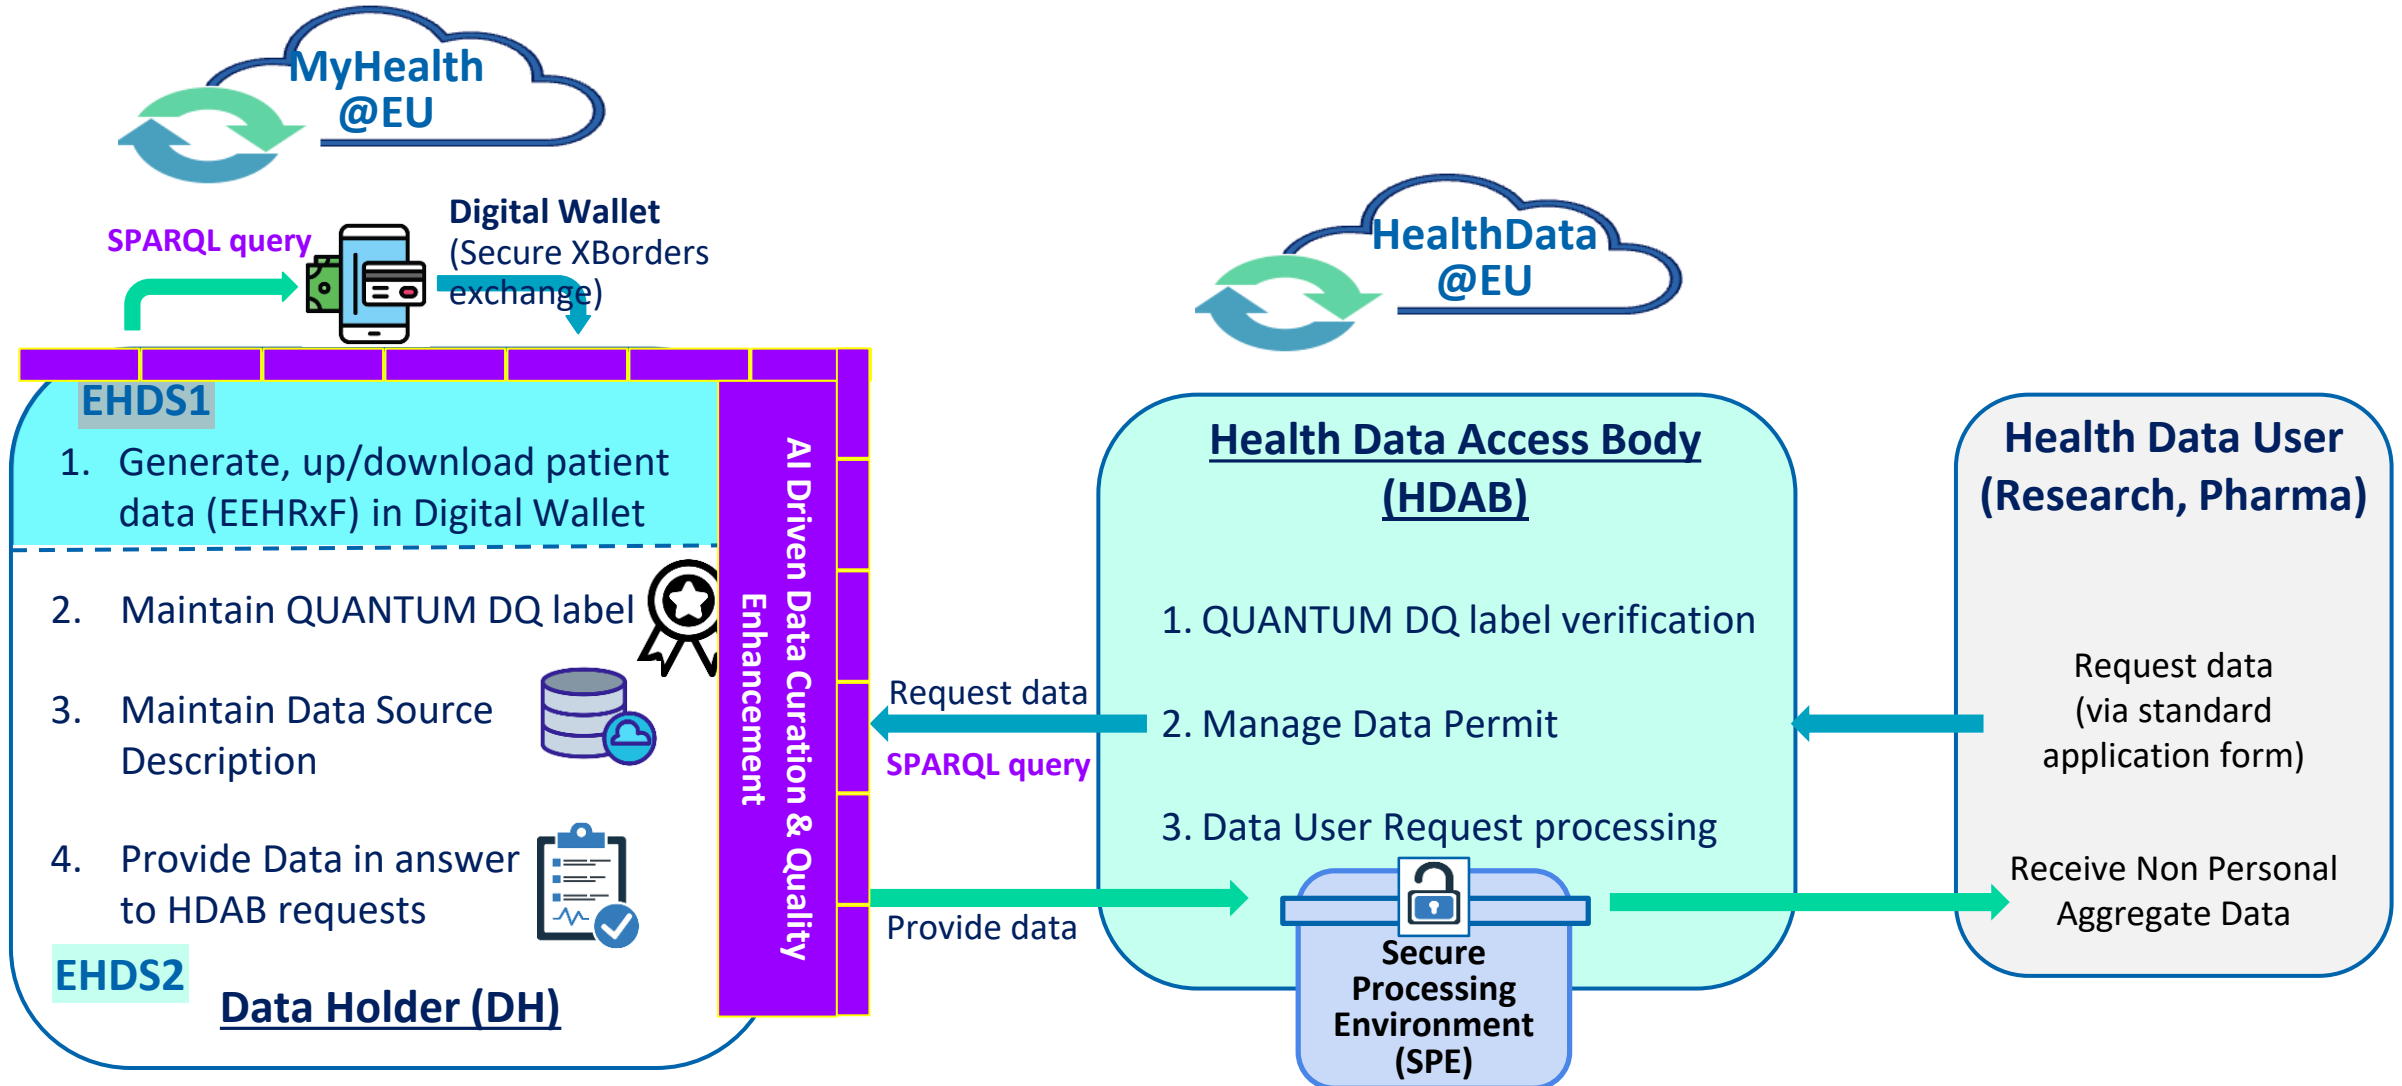 MyHealth
@EU
SPARQL query
Digital Wallet
(Secure XBorders
exchange)
HealthData
@EU
EHDS1
1. Generate, up/download patient
data (EEHRxF) in Digital Wallet
2. Maintain QUANTUM DQ label
3. Maintain Data Source
Description
4. Provide Data in answer
to HDAB requests
EHDS2
Data Holder (DH)
AI Driven Data Curation & Quality
Enhancement
Request data
SPARQL query
Provide data
Health Data Access Body
(HDAB)
1. QUANTUM DQ label verification
2. Manage Data Permit
3. Data User Request processing
Secure
Processing
Environment
(SPE)
Health Data User
(Research, Pharma)
Request data
(via standard
application form)
Receive Non Personal
Aggregate Data